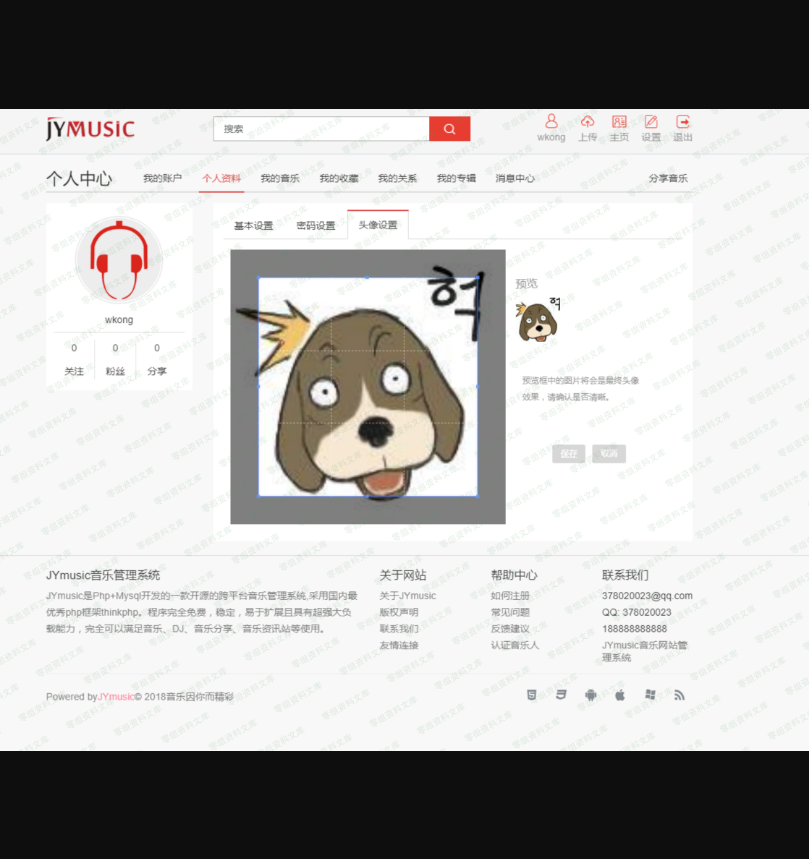 JYMUSIC
搜索
wkong 上传 主页 设置 退出
个人中心 我的账户 个人资料 我的音乐 我的收藏 我的关系 我的专辑 消息中心 分享音乐
基本设置 密码设置 头像设置
헉
预览
헉
wkong
0 0 0
关注 粉丝 分享
预览框中的图片将会是最终头像
效果，请确认是否清晰。
保存 取消
JYmusic音乐管理系统
JYmusic是Php+Mysql开发的一款开源的跨平台音乐管理系统,采用国内最
优秀php框架thinkphp。程序完全免费，稳定，易于扩展且具有超强大负
载能力，完全可以满足音乐、DJ、音乐分享、音乐资讯站等使用。
关于网站
关于JYmusic
版权声明
联系我们
友情连接
帮助中心
如何注册
常见问题
反馈建议
认证音乐人
联系我们
378020023@qq.com
QQ: 378020023
188888888888
JYmusic音乐网站管
理系统
Powered byJYmusic© 2018音乐因你而精彩
零组资料文库